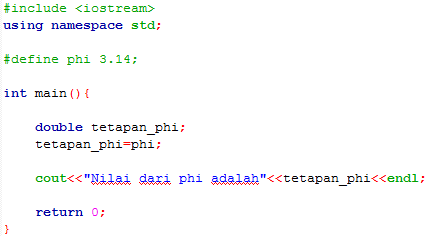 #include <iostream>
using namespace std;
#define phi 3.14;
int main(){
double tetapan_phi;
tetapan_phi=phi;
cout<<"Nilai dari phi adalah"<<tetapan_phi<<endl;
return 0;
}